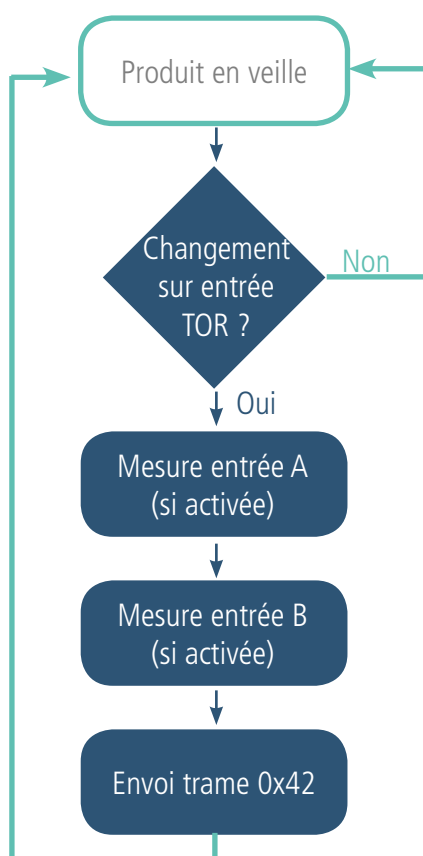 Produit en veille
Changement
sur entrée
TOR ?
Non
Oui
Mesure entrée A
(si activée)
Mesure entrée B
(si activée)
Envoi trame 0x42